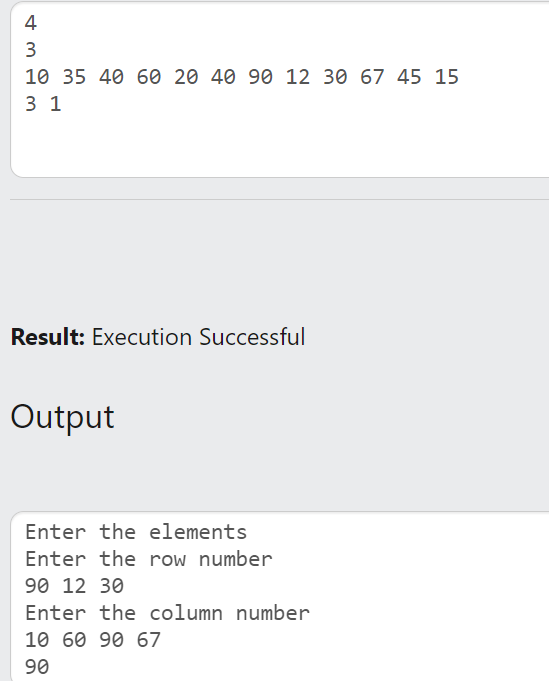 4
3
10 35 40 60 20 40 90 12 30 67 45 15
3 1
Result: Execution Successful
Output
Enter the elements
Enter the row number
90 12 30
Enter the column number
10 60 90 67
90